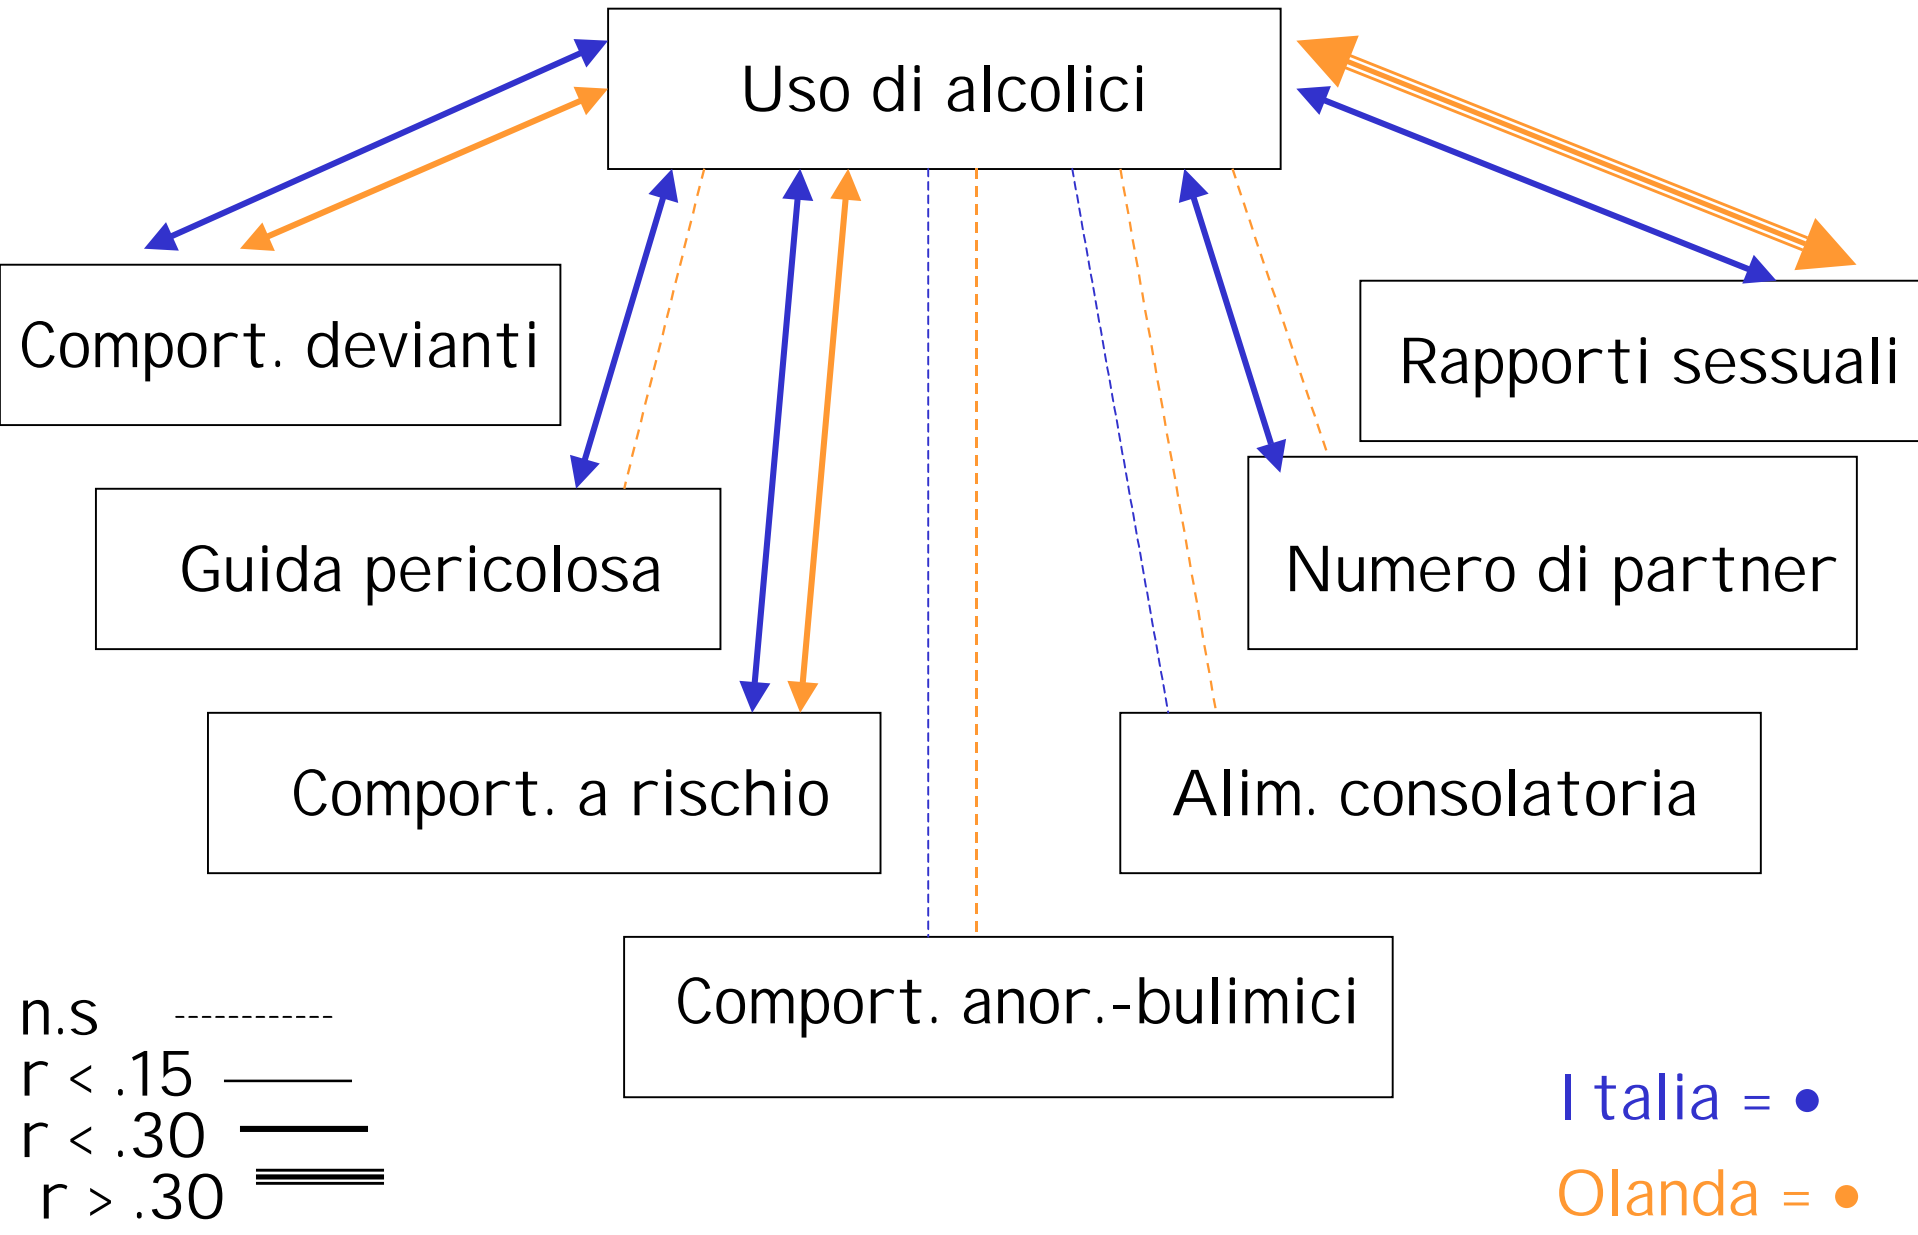 Uso di alcolici
Comport. devianti
Rapporti sessuali
Guida pericolosa
Numero di partner
Comport. a rischio
Alim. consolatoria
Comport. anor.-bulimici
n.s
r < .15
r < .30
r > .30
Italia = •
Olanda = •